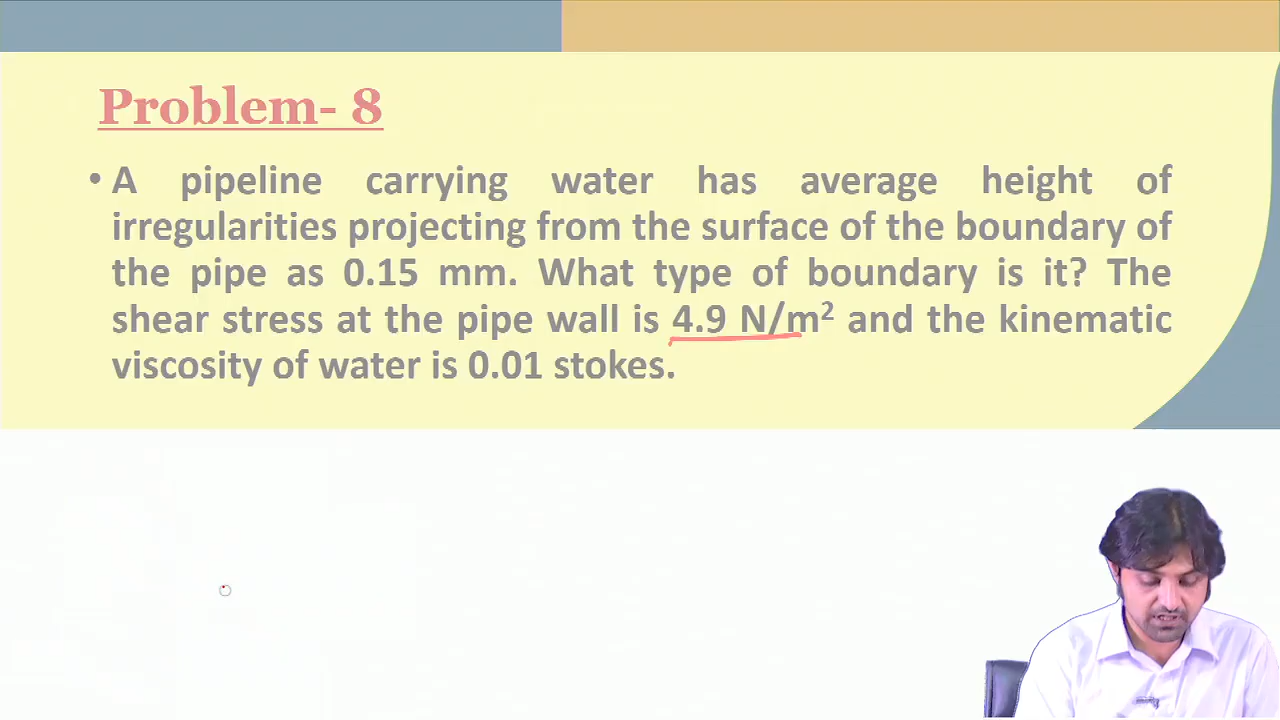 Problem- 8
• A pipeline carrying water has average height of
irregularities projecting from the surface of the boundary of
the pipe as 0.15 mm. What type of boundary is it? The
shear stress at the pipe wall is 4.9 N/m² and the kinematic
viscosity of water is 0.01 stokes.